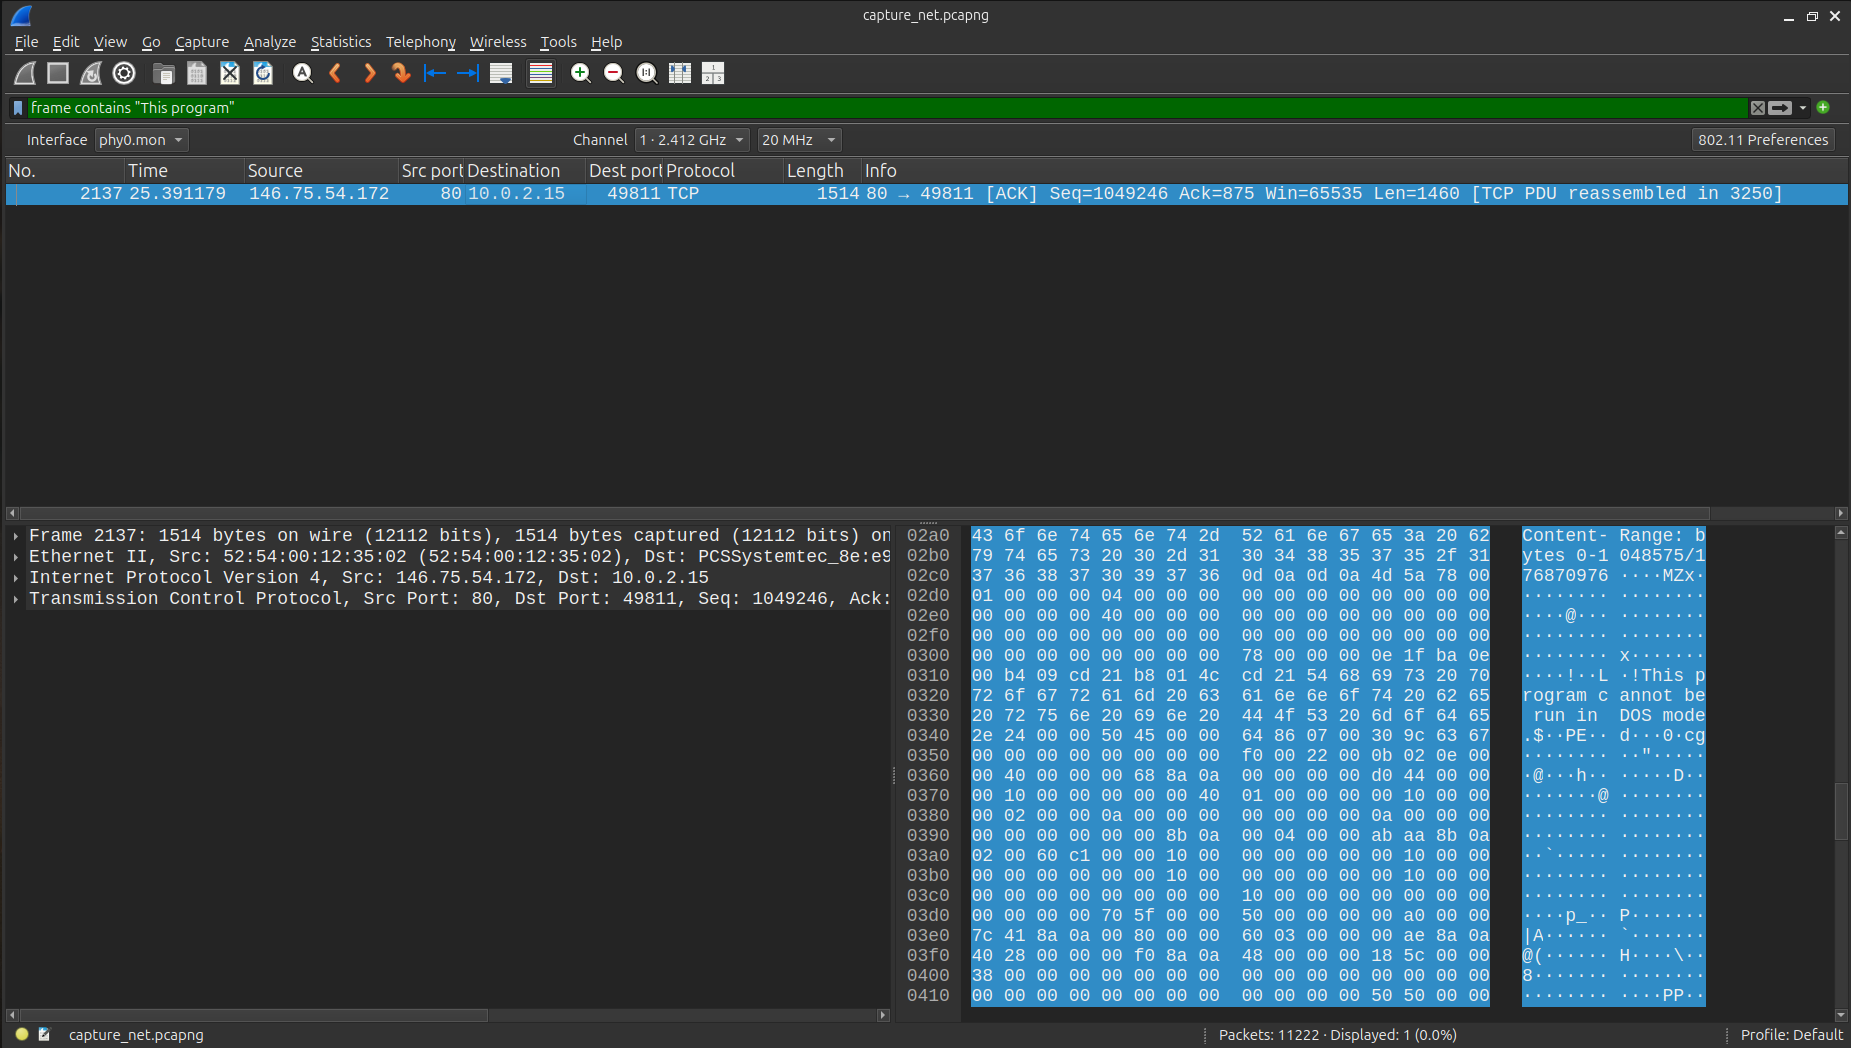 capture_net.pcapng
File Edit View Go Capture Analyze Statistics Telephony Wireless Tools Help
frame contains "This program"
Interface phy0.mon Channel 1 · 2.412 GHz 20 MHz 802.11 Preferences
No. Time Source Src port Destination Dest port Protocol Length Info
2137 25.391179 146.75.54.172 80 10.0.2.15 49811 TCP 1514 80 → 49811 [ACK] Seq=1049246 Ack=875 Win=65535 Len=1460 [TCP PDU reassembled in 3250]
Frame 2137: 1514 bytes on wire (12112 bits), 1514 bytes captured (12112 bits) on
Ethernet II, Src: 52:54:00:12:35:02 (52:54:00:12:35:02), Dst: PCSSystemtec_8e:e9
Internet Protocol Version 4, Src: 146.75.54.172, Dst: 10.0.2.15
Transmission Control Protocol, Src Port: 80, Dst Port: 49811, Seq: 1049246, Ack:
02a0 43 6f 6e 74 65 6e 74 2d 52 61 6e 67 65 3a 20 62 Content- Range: b
02b0 79 74 65 73 20 30 2d 31 30 34 38 35 37 35 2f 31 ytes 0-1 048575/1
02c0 37 36 38 37 30 39 37 36 0d 0a 0d 0a 4d 5a 78 00 76870976 ····MZx·
02d0 01 00 00 00 04 00 00 00 00 00 00 00 00 00 00 00 ········ ········
02e0 00 00 00 00 40 00 00 00 00 00 00 00 00 00 00 00 ····@··· ········
02f0 00 00 00 00 00 00 00 00 00 00 00 00 00 00 00 00 ········ ········
0300 00 00 00 00 00 00 00 00 78 00 00 00 0e 1f ba 0e ········ x·······
0310 00 b4 09 cd 21 b8 01 4c cd 21 54 68 69 73 20 70 ····!··L ·!This p
0320 72 6f 67 72 61 6d 20 63 61 6e 6e 6f 74 20 62 65 rogram c annot be
0330 20 72 75 6e 20 69 6e 20 44 4f 53 20 6d 6f 64 65  run in  DOS mode
0340 2e 24 00 00 50 45 00 00 64 86 07 00 30 9c 63 67 .$··PE·· d···0·cg
0350 00 00 00 00 00 00 00 00 f0 00 22 00 0b 02 0e 00 ········ ··"·····
0360 00 40 00 00 00 68 8a 0a 00 00 00 00 d0 44 00 00 ·@···h·· ·····D··
0370 00 10 00 00 00 00 00 40 01 00 00 00 00 10 00 00 ·······@ ········
0380 00 02 00 00 0a 00 00 00 00 00 00 00 0a 00 00 00 ········ ········
0390 00 00 00 00 00 00 8b 0a 00 04 00 00 ab aa 8b 0a ········ ········
03a0 02 00 60 c1 00 00 10 00 00 00 00 00 00 10 00 00 ··`····· ········
03b0 00 00 00 00 00 00 10 00 00 00 00 00 00 10 00 00 ········ ········
03c0 00 00 00 00 00 00 00 00 10 00 00 00 00 00 00 00 ········ ········
03d0 00 00 00 00 70 5f 00 00 50 00 00 00 00 a0 00 00 ····p_·· P·······
03e0 7c 41 8a 0a 00 80 00 00 60 03 00 00 00 ae 8a 0a |A······ `·······
03f0 40 28 00 00 00 f0 8a 0a 48 00 00 00 18 5c 00 00 @(······ H····\··
0400 38 00 00 00 00 00 00 00 00 00 00 00 00 00 00 00 8······· ········
0410 00 00 00 00 00 00 00 00 00 00 00 00 50 50 00 00 ········ ····PP··
capture_net.pcapng Packets: 11222 · Displayed: 1 (0.0%) Profile: Default